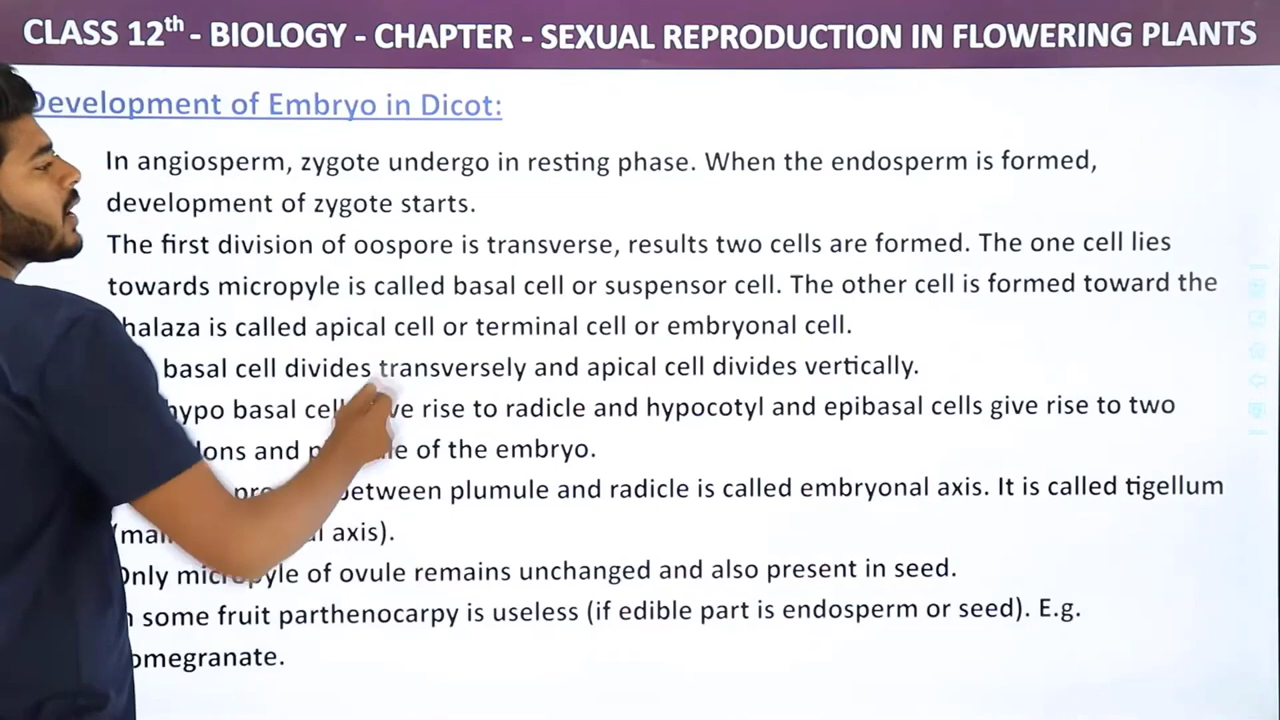 CLASS 12th - BIOLOGY - CHAPTER - SEXUAL REPRODUCTION IN FLOWERING PLANTS
Development of Embryo in Dicot:
In angiosperm, zygote undergo in resting phase. When the endosperm is formed,
development of zygote starts.
The first division of oospore is transverse, results two cells are formed. The one cell lies
towards micropyle is called basal cell or suspensor cell. The other cell is formed toward the
halaza is called apical cell or terminal cell or embryonal cell.
basal cell divides transversely and apical cell divides vertically.
hypo basal cell ve rise to radicle and hypocotyl and epibasal cells give rise to two
lons and p le of the embryo.
pre between plumule and radicle is called embryonal axis. It is called tigellum
(mai l axis).
Only micropyle of ovule remains unchanged and also present in seed.
n some fruit parthenocarpy is useless (if edible part is endosperm or seed). E.g.
omegranate.